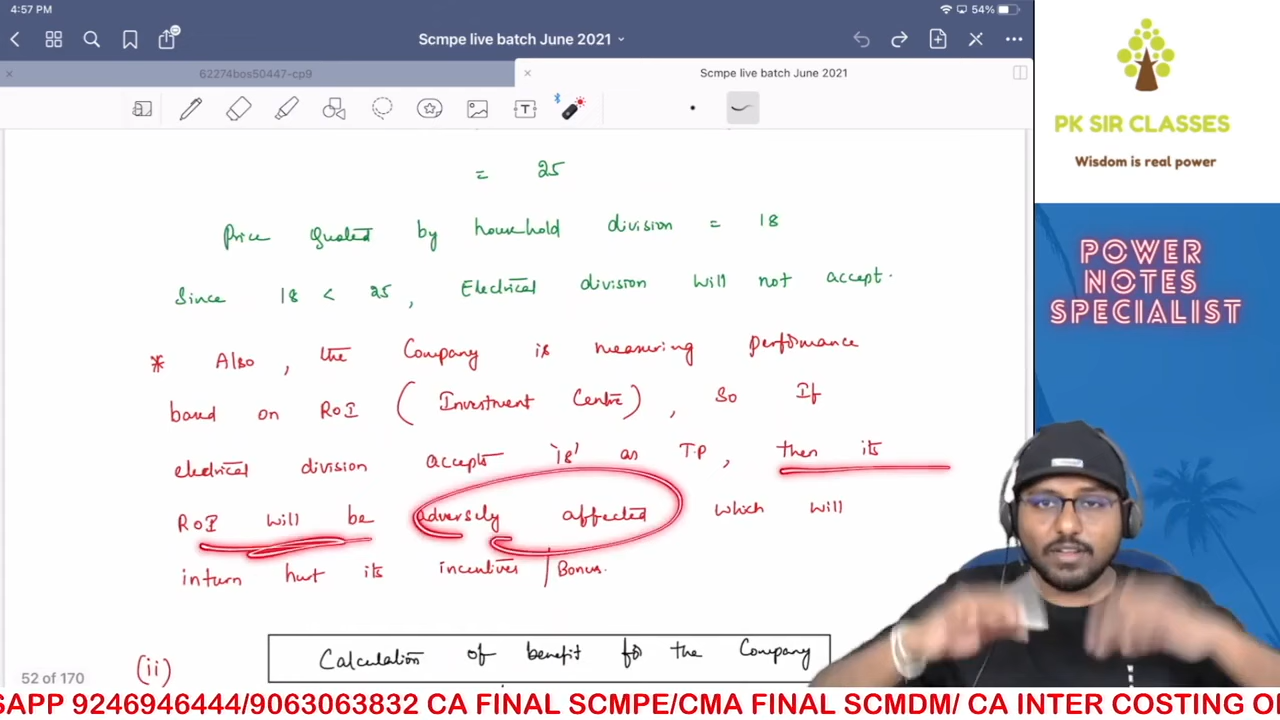 4:57 PM
54%
Scmpe live batch June 2021
62274bos50447-cp9
Scmpe live batch June 2021
= 25
Price Quoted by household division = 18
Since 18 < 25, Electrical division will not accept.
* Also, the Company is measuring performance
based on ROI (Investment Centre), So If
electrical division accepts '18' as T.P, then its
ROI will be adversely affected which will
inturn hurt its incentives / Bonus.
(ii) Calculation of benefit for the Company
52 of 170
PK SIR CLASSES
Wisdom is real power
POWER
NOTES
SPECIALIST
SAPP 9246946444/9063063832 CA FINAL SCMPE/CMA FINAL SCMDM/ CA INTER COSTING O